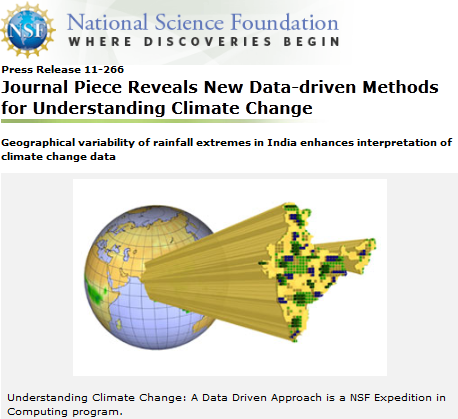 NSF
National Science Foundation
WHERE DISCOVERIES BEGIN
Press Release 11-266
Journal Piece Reveals New Data-driven Methods
for Understanding Climate Change
Geographical variability of rainfall extremes in India enhances interpretation of
climate change data
Understanding Climate Change: A Data Driven Approach is a NSF Expedition in
Computing program.